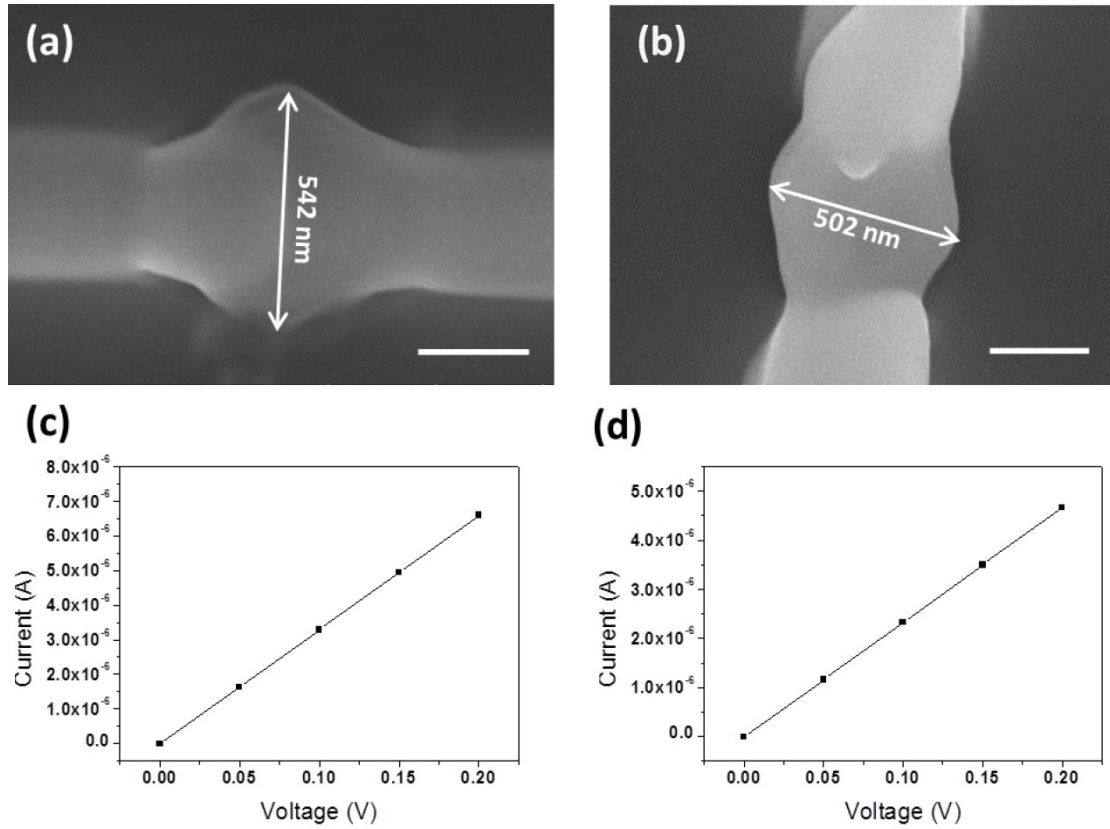 (a)
542 nm
(b)
502 nm
(c)
8.0x10⁻⁶
7.0x10⁻⁶
6.0x10⁻⁶
5.0x10⁻⁶
4.0x10⁻⁶
3.0x10⁻⁶
2.0x10⁻⁶
1.0x10⁻⁶
0.0
Current (A)
0.00 0.05 0.10 0.15 0.20
Voltage (V)
(d)
5.0x10⁻⁶
4.0x10⁻⁶
3.0x10⁻⁶
2.0x10⁻⁶
1.0x10⁻⁶
0.0
Current (A)
0.00 0.05 0.10 0.15 0.20
Voltage (V)